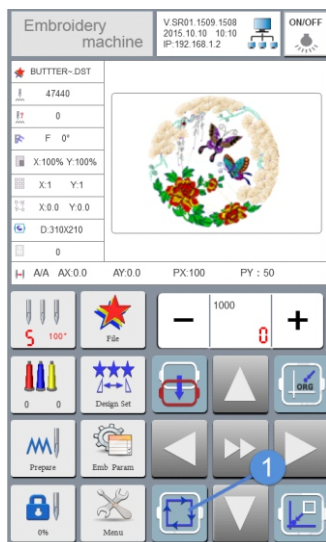 Embroidery machine
V.SR01.1509.1508
2015.10.10 10:10
IP:192.168.1.2
ON/OFF
BUTTTER~.DST
47440
0
F 0°
X:100% Y:100%
X:1 Y:1
X:0.0 Y:0.0
D:310X210
0
A/A AX:0.0 AY:0.0 PX:100 PY : 50
S 100°
File
1000
0
0 0
Design Set
ORG
Prepare
Emb Param
1
0%
Menu